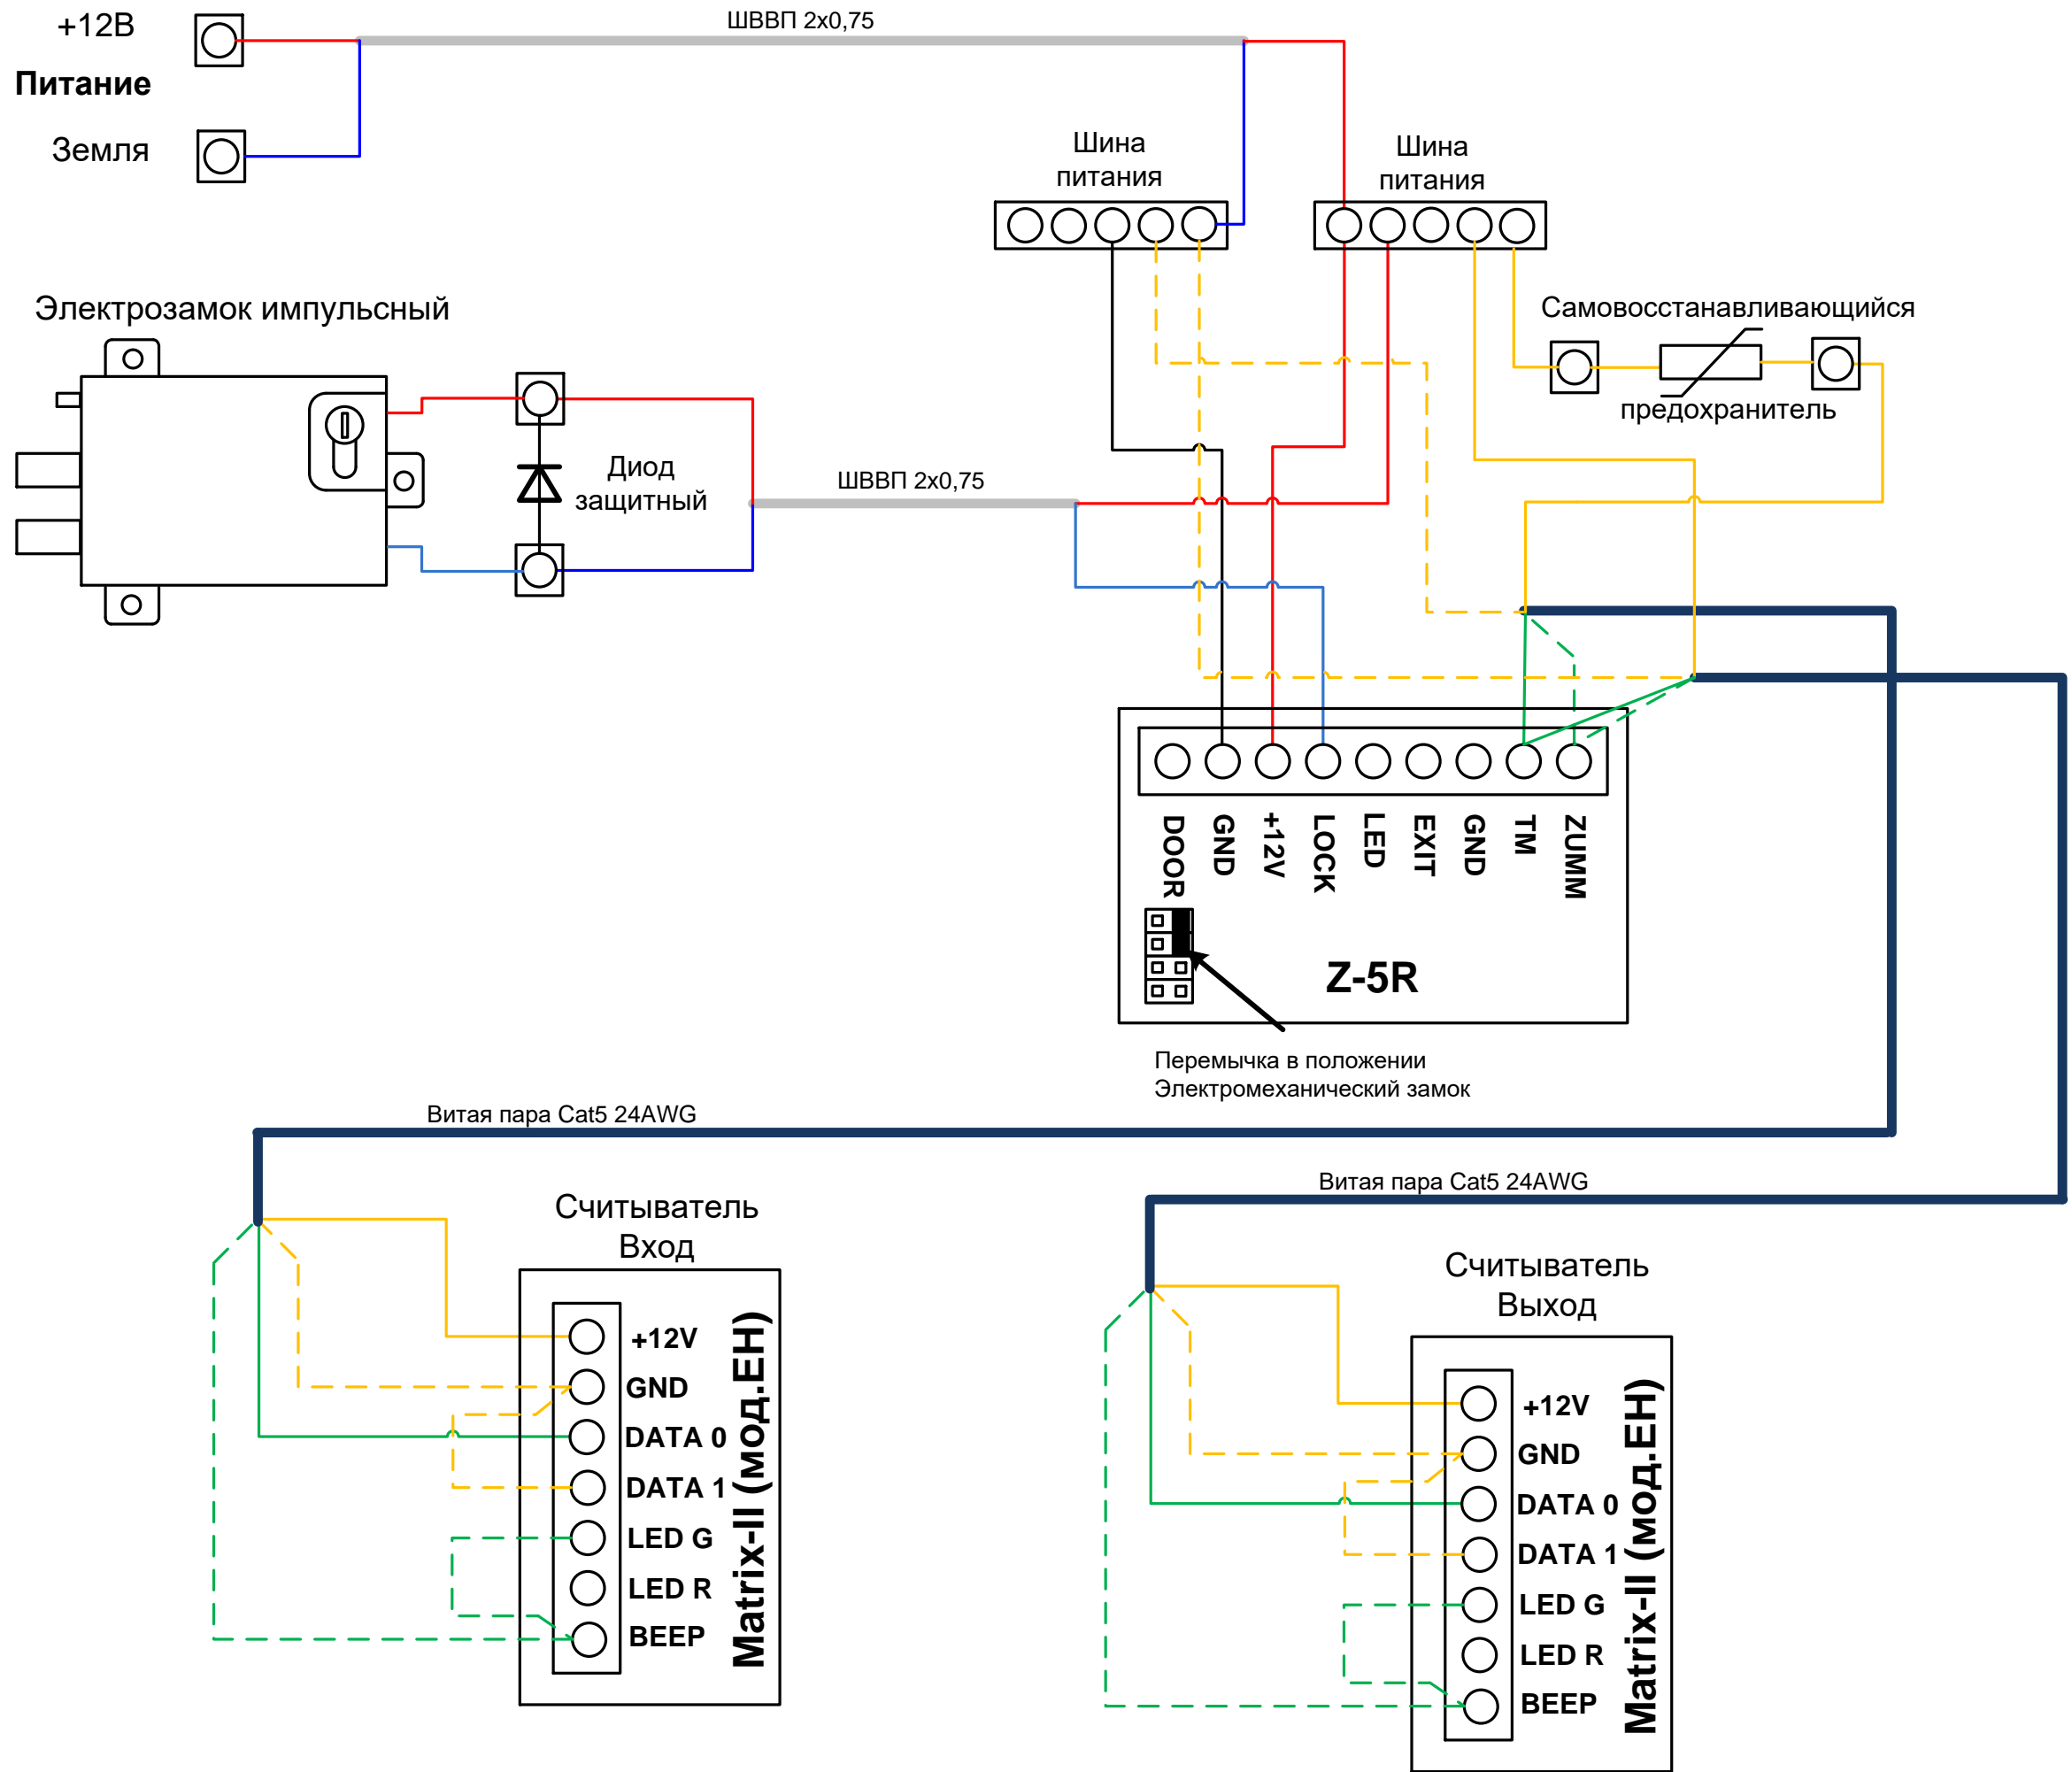 +12В
Питание
Земля
ШВВП 2х0,75
Шина
питания
Шина
питания
Электрозамок импульсный
Самовосстанавливающийся
предохранитель
Диод
защитный
ШВВП 2х0,75
DOOR
GND
+12V
LOCK
LED
EXIT
GND
TM
ZUMM
Z-5R
Перемычка в положении
Электромеханический замок
Витая пара Cat5 24AWG
Витая пара Cat5 24AWG
Считыватель
Вход
+12V
GND
DATA 0
DATA 1
LED G
LED R
BEEP
Matrix-II (мод.EH)
Считыватель
Выход
+12V
GND
DATA 0
DATA 1
LED G
LED R
BEEP
Matrix-II (мод.EH)